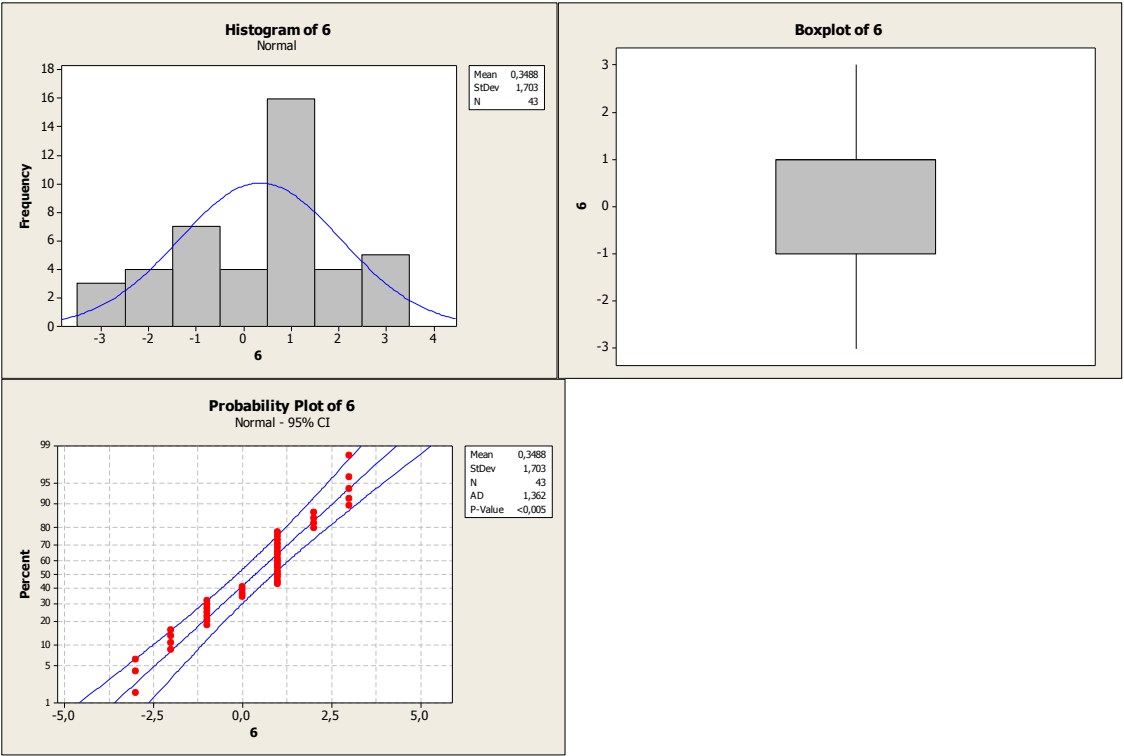 Histogram of 6
Normal
18
16
14
12
10
8
6
4
2
0
Frequency
-3 -2 -1 0 1 2 3 4
6
Mean 0,3488
StDev 1,703
N 43
Boxplot of 6
3
2
1
0
-1
-2
-3
6
Probability Plot of 6
Normal - 95% CI
99
95
90
80
70
60
50
40
30
20
10
5
1
Percent
-5,0 -2,5 0,0 2,5 5,0
6
Mean 0,3488
StDev 1,703
N 43
AD 1,362
P-Value <0,005